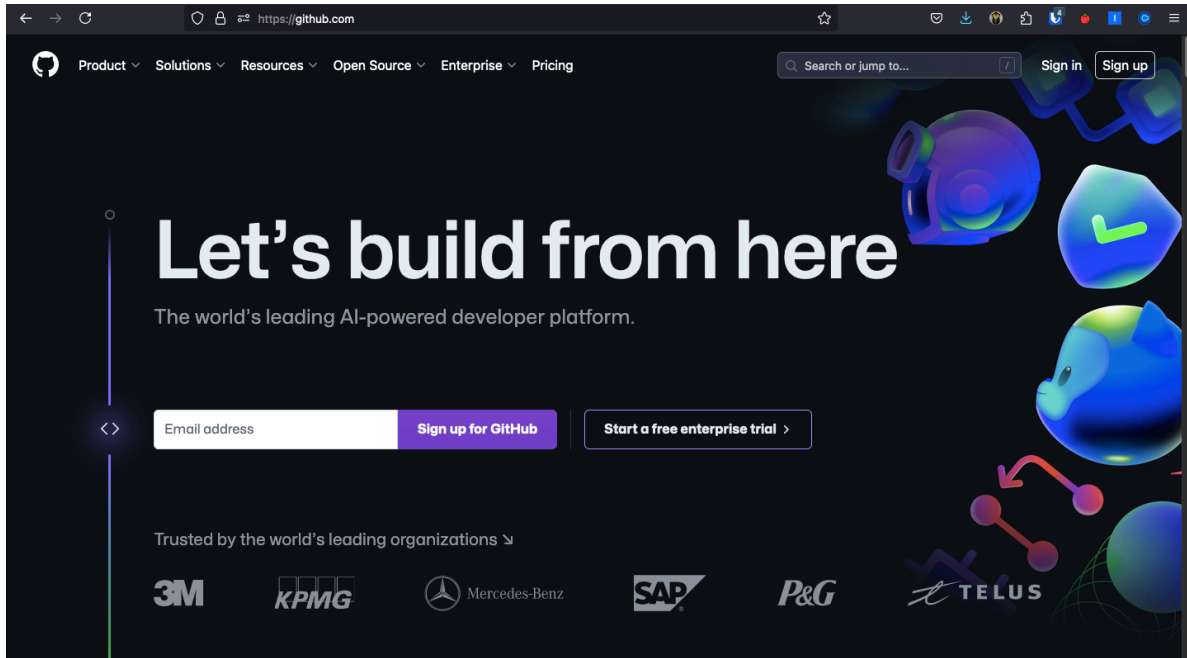 https://github.com
4
Product Solutions Resources Open Source Enterprise Pricing Search or jump to... / Sign in Sign up
Let’s build from here
The world’s leading AI-powered developer platform.
Email address Sign up for GitHub Start a free enterprise trial
Trusted by the world’s leading organizations
3M KPMG Mercedes-Benz SAP P&G TELUS